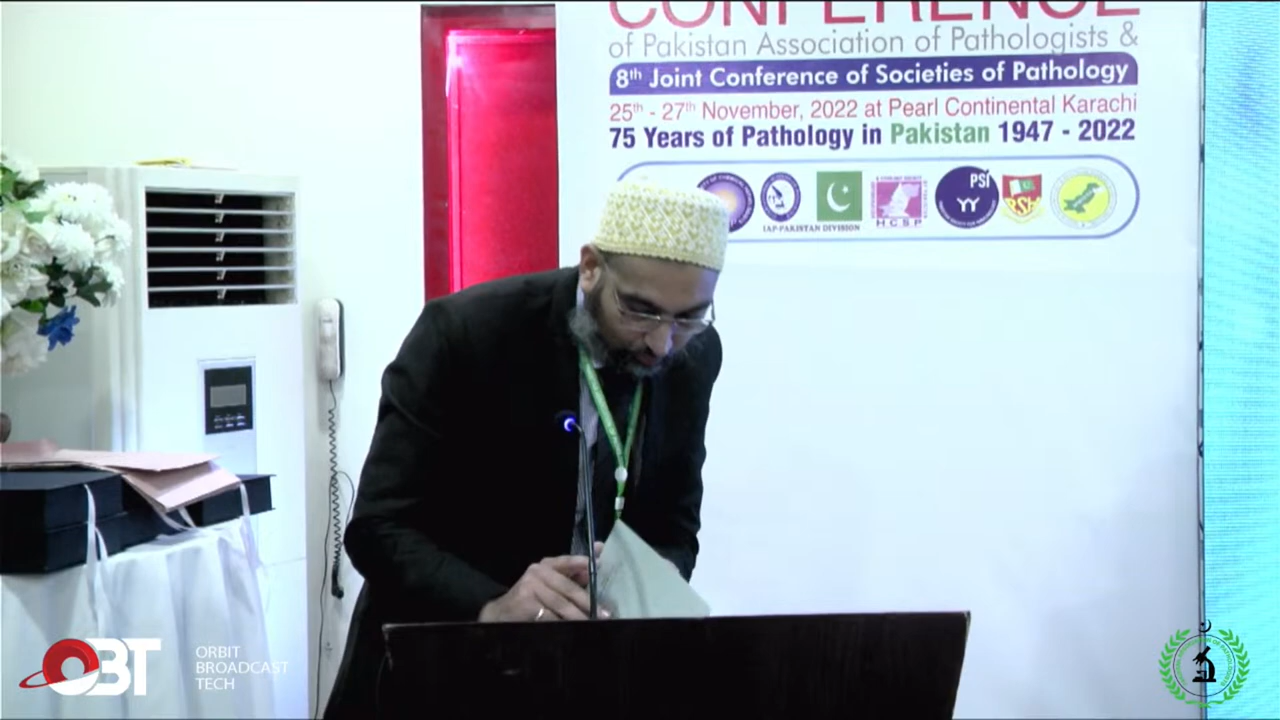 CONFERENCE
of Pakistan Association of Pathologists &
8th Joint Conference of Societies of Pathology
25th - 27th November, 2022 at Pearl Continental Karachi
75 Years of Pathology in Pakistan 1947 - 2022
PSI
IAP-PAKISTAN DIVISION
HCSP
OBT
ORBIT
BROADCAST
TECH